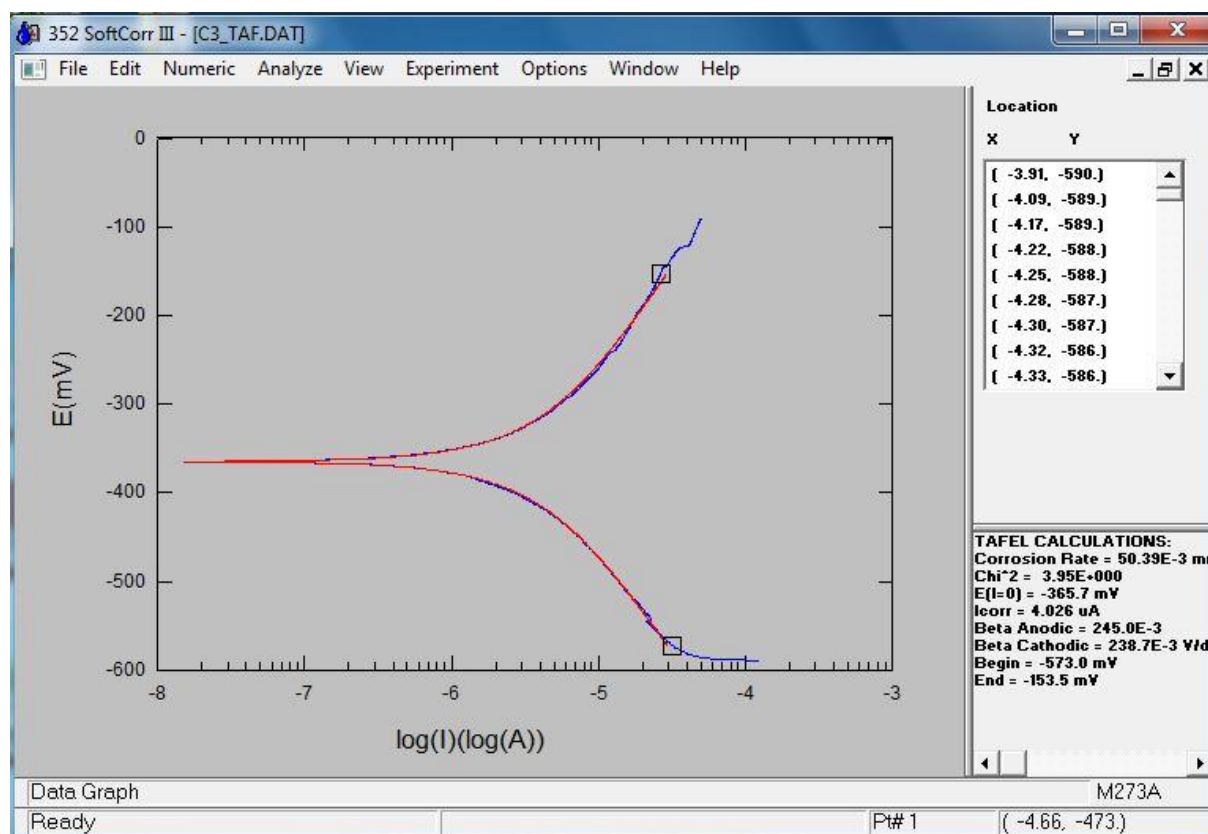 352 SoftCorr III - [C3_TAF.DAT]
File Edit Numeric Analyze View Experiment Options Window Help
0
-100
-200
-300
-400
-500
-600
E(mV)
-8 -7 -6 -5 -4 -3
log(I)(log(A))
Location
X Y
( -3.91, -590.)
( -4.09, -589.)
( -4.17, -589.)
( -4.22, -588.)
( -4.25, -588.)
( -4.28, -587.)
( -4.30, -587.)
( -4.32, -586.)
( -4.33, -586.)
TAFEL CALCULATIONS:
Corrosion Rate = 50.39E-3 m
Chi^2 = 3.95E+000
E(I=0) = -365.7 mV
Icorr = 4.026 uA
Beta Anodic = 245.0E-3
Beta Cathodic = 238.7E-3 V/d
Begin = -573.0 mV
End = -153.5 mV
Data Graph M273A
Ready Pt# 1 ( -4.66, -473.)